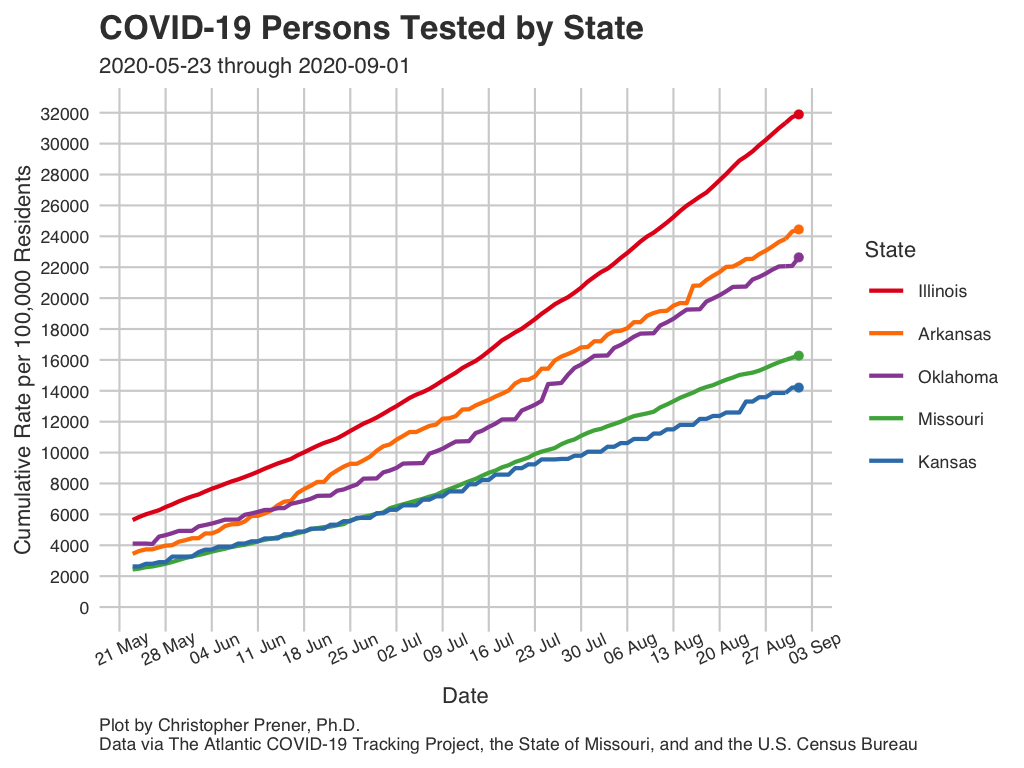 COVID-19 Persons Tested by State
2020-05-23 through 2020-09-01
Cumulative Rate per 100,000 Residents
32000
30000
28000
26000
24000
22000
20000
18000
16000
14000
12000
10000
8000
6000
4000
2000
0
21 May
28 May
04 Jun
11 Jun
18 Jun
25 Jun
02 Jul
09 Jul
16 Jul
23 Jul
30 Jul
06 Aug
13 Aug
20 Aug
27 Aug
03 Sep
Date
State
Illinois
Arkansas
Oklahoma
Missouri
Kansas
Plot by Christopher Prener, Ph.D.
Data via The Atlantic COVID-19 Tracking Project, the State of Missouri, and and the U.S. Census Bureau